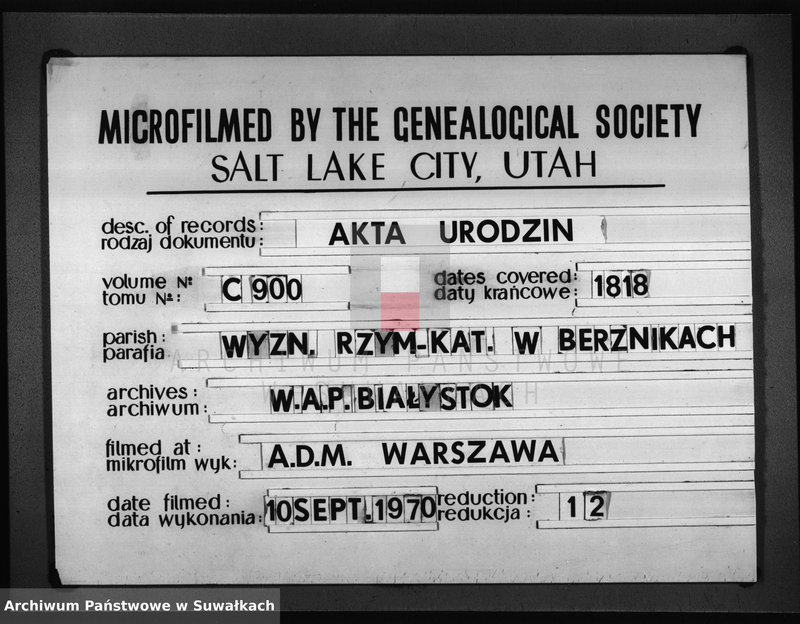 MICROFILMED BY THE GENEALOGICAL SOCIETY
SALT LAKE CITY, UTAH
desc. of records: AKTA URODZIN
rodzaj dokumentu:
volume №: C 900 dates covered: 1818
tomu №: daty krańcowe:
parish: WYZN. RZYM-KAT. W BERZNIKACH
parafia
ARCHIWUM PAŃSTWOWE
archives: W.A.P. BIAŁYSTOK
archiwum:
filmed at: A.D.M. WARSZAWA
mikrofilm wyk:
date filmed: 10 SEPT. 1970 reduction: 12
data wykonania: redukcja:
Archiwum Państwowe w Suwałkach